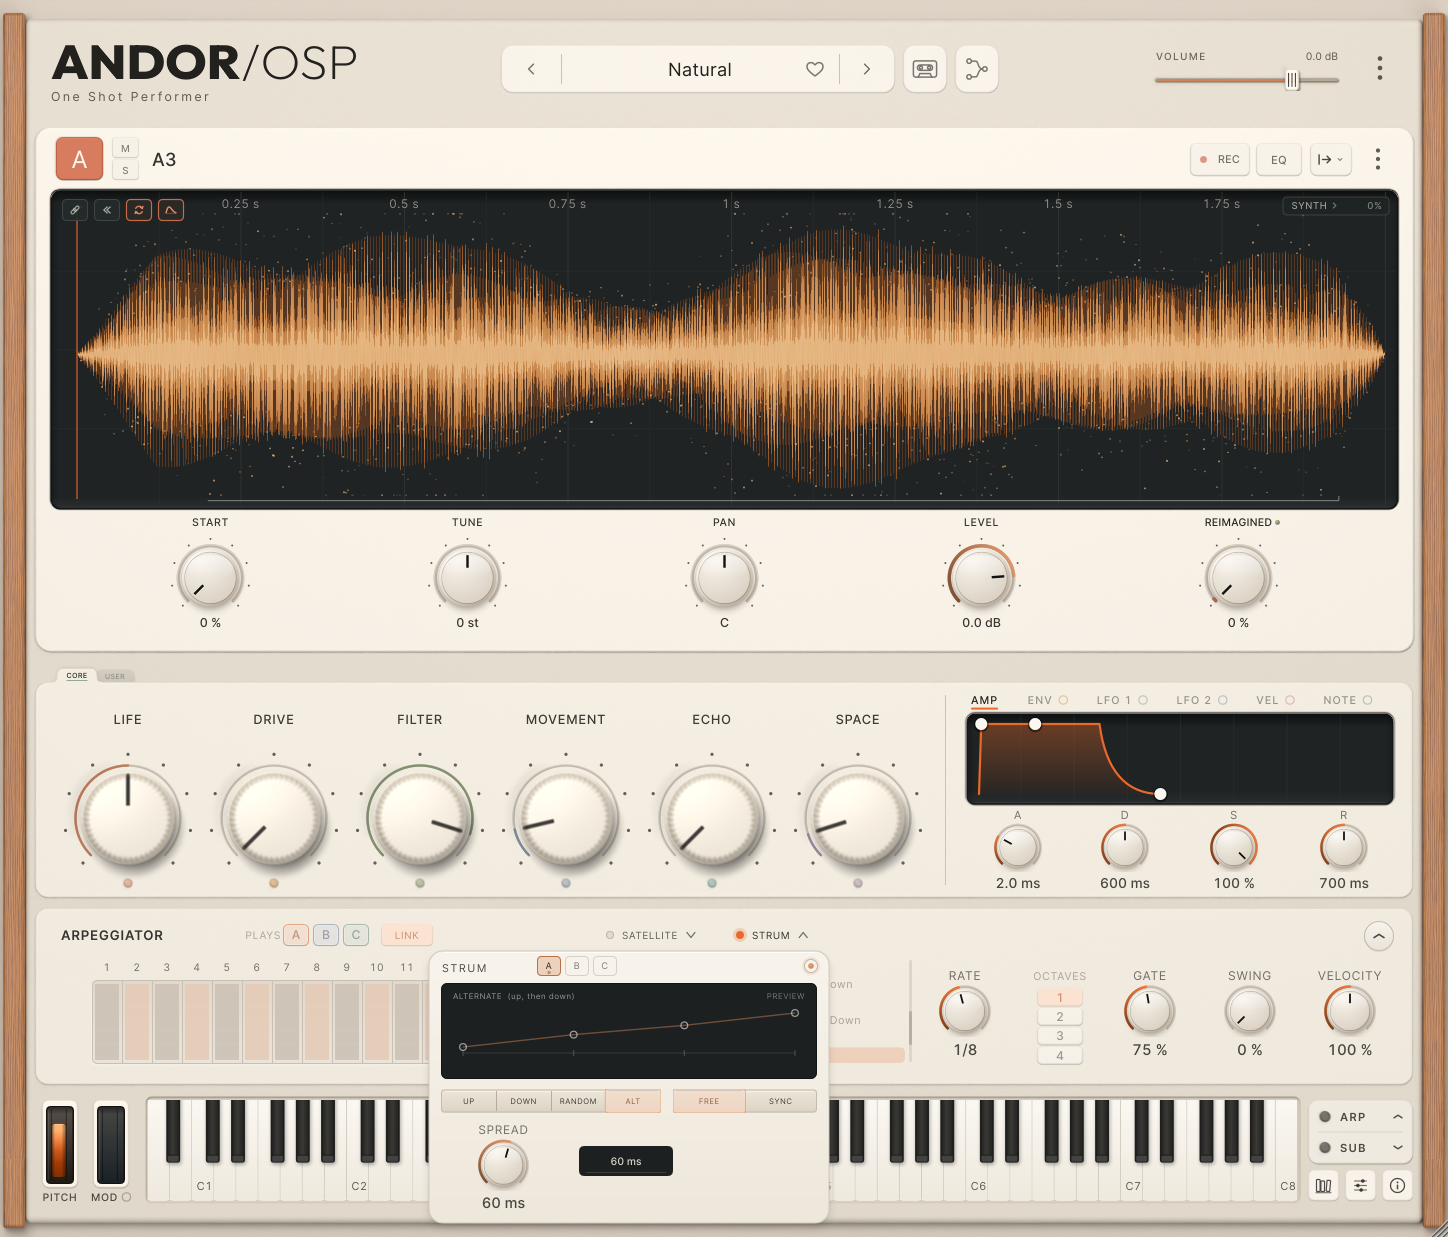 ANDOR/OSP
One Shot Performer
Natural
VOLUME 0.0 dB
A M S A3 REC EQ
0.25 s 0.5 s 0.75 s 1 s 1.25 s 1.5 s 1.75 s SYNTH 0%
START TUNE PAN LEVEL REIMAGINED
0 % 0 st C 0.0 dB 0 %
CORE USER
LIFE DRIVE FILTER MOVEMENT ECHO SPACE
AMP ENV LFO 1 LFO 2 VEL NOTE
A D S R
2.0 ms 600 ms 100 % 700 ms
ARPEGGIATOR PLAYS A B C LINK SATELLITE STRUM
1 2 3 4 5 6 7 8 9 10 11
STRUM A B C
ALTERNATE (up, then down) PREVIEW
UP DOWN RANDOM ALT FREE SYNC
SPREAD
60 ms
60 ms
own
Down
RATE OCTAVES GATE SWING VELOCITY
1
2
3
4
1/8 75 % 0 % 100 %
PITCH MOD
C1 C2 C6 C7 C8
ARP
SUB